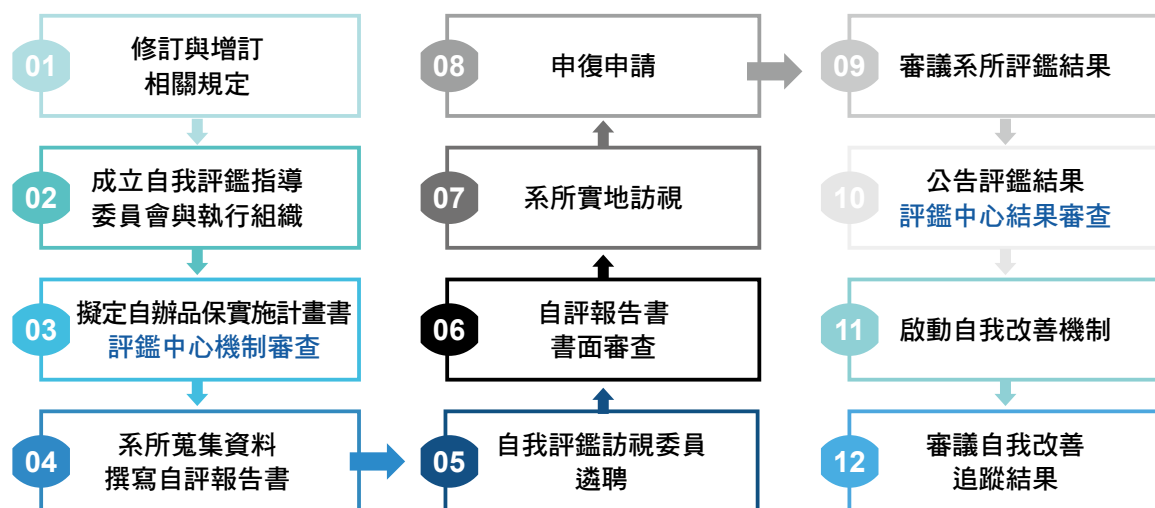 01
修訂與增訂
相關規定
02
成立自我評鑑指導
委員會與執行組織
03
擬定自辦品保實施計畫書
評鑑中心機制審查
04
系所蒐集資料
撰寫自評報告書
05
自我評鑑訪視委員
遴聘
06
自評報告書
書面審查
07
系所實地訪視
08
申復申請
09
審議系所評鑑結果
10
公告評鑑結果
評鑑中心結果審查
11
啟動自我改善機制
12
審議自我改善
追蹤結果